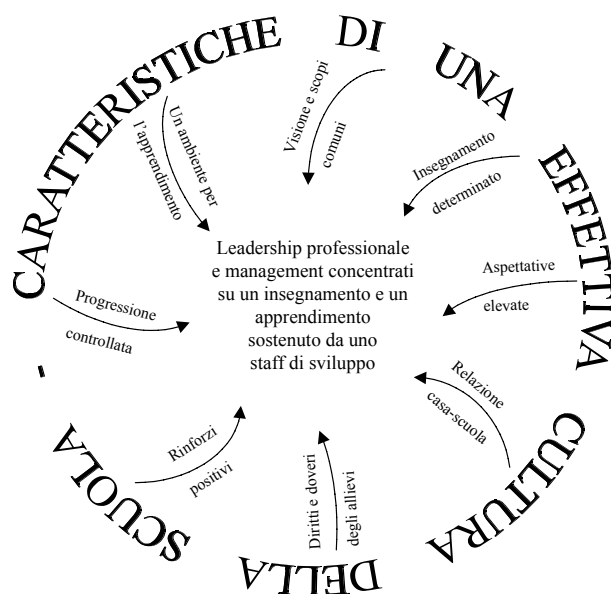 CARATTERISTICHE DI UNA EFFETTIVA CULTURA DELLA SCUOLA -
Un ambiente per
l'apprendimento
Visione e scopi
comuni
Insegnamento
determinato
Aspettative
elevate
Relazione
casa-scuola
Diritti e doveri
degli allievi
Rinforzi
positivi
Progressione
controllata
Leadership professionale
e management concentrati
su un insegnamento e un
apprendimento
sostenuto da uno
staff di sviluppo